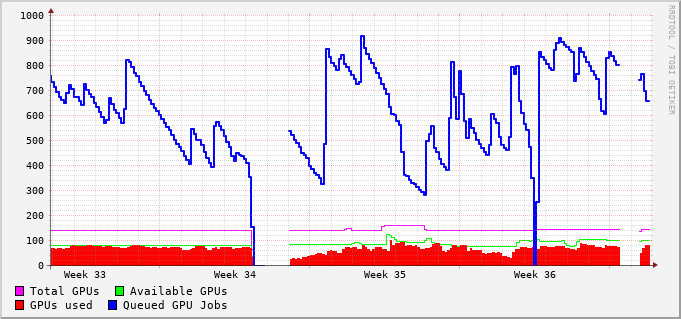 1000
900
800
700
600
500
400
300
200
100
0
Week 33 Week 34 Week 35 Week 36
Total GPUs Available GPUs
GPUs used Queued GPU Jobs
RRDTOOL / TOBI OETIKER